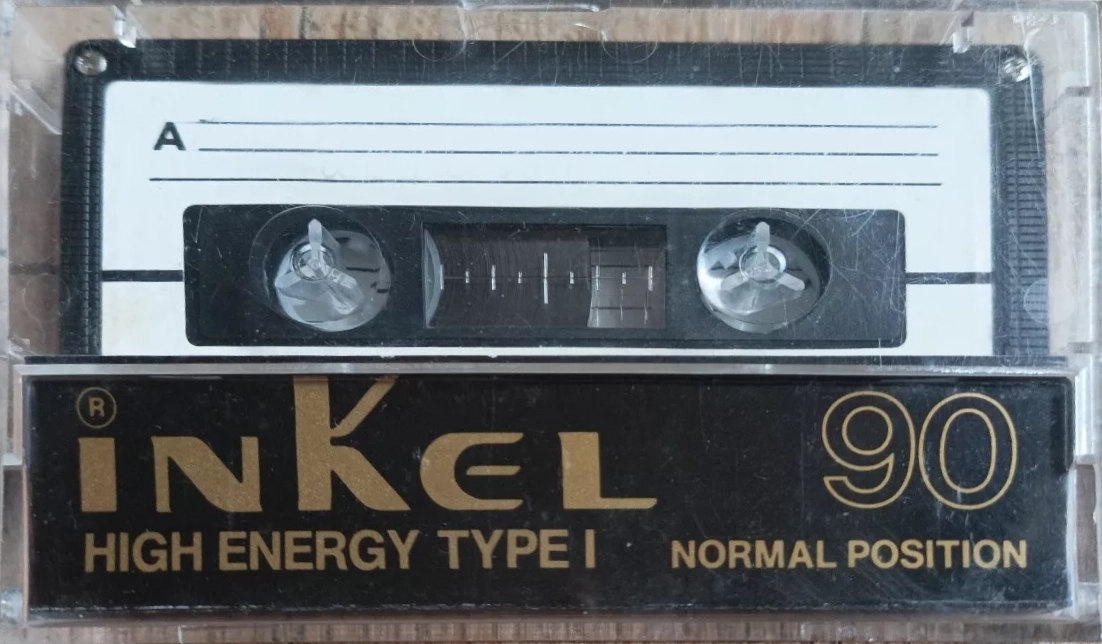 A
® iNKEL 90
HIGH ENERGY TYPE I NORMAL POSITION